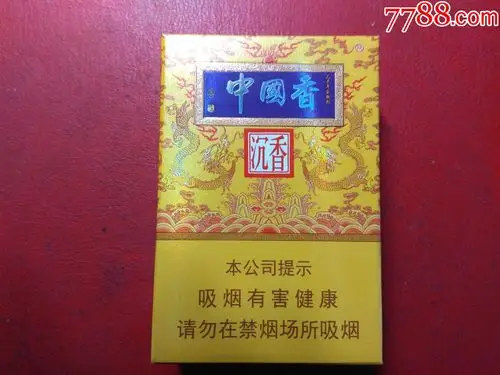 7788.com
®
中國香
沉香
本公司提示
吸烟有害健康
请勿在禁烟场所吸烟